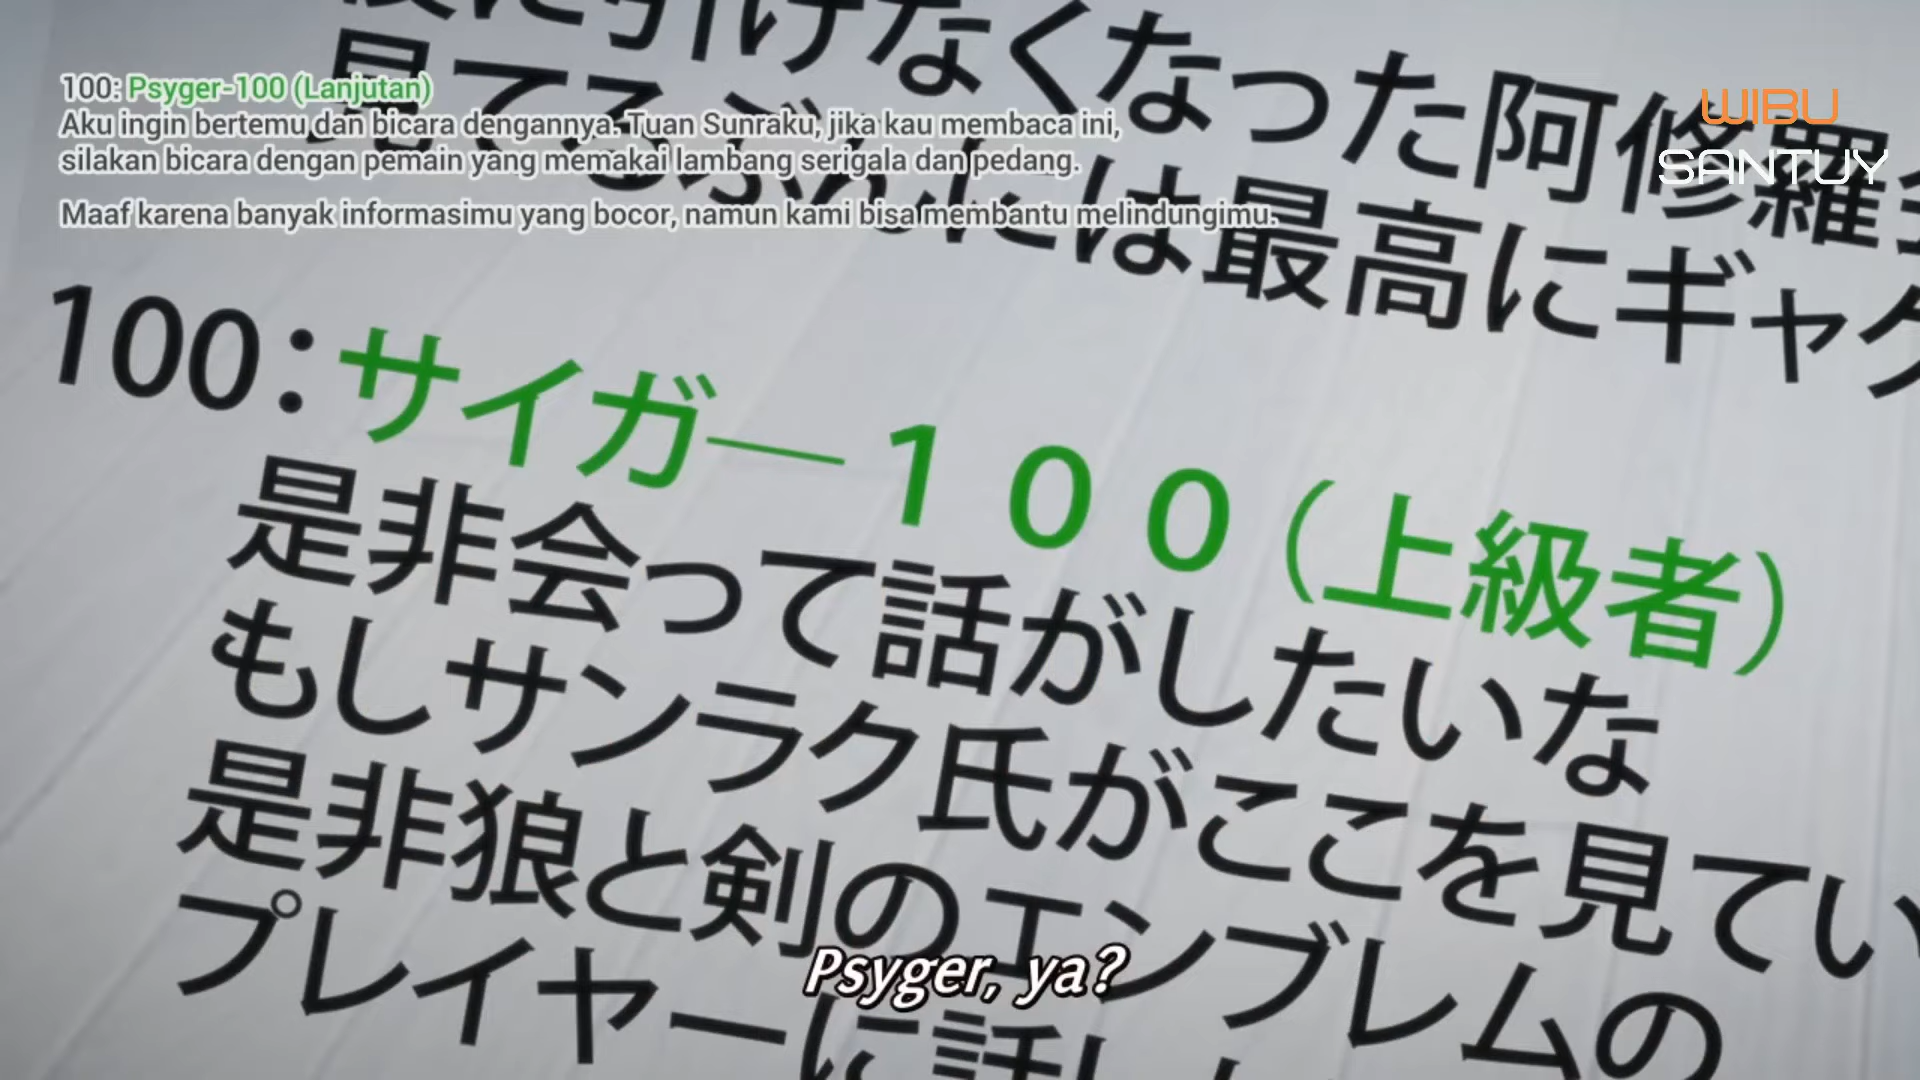 に引けなくなった阿修羅
見てるぶんには最高にギャ
100: Psyger-100 (Lanjutan)
Aku ingin bertemu dan bicara dengannya. Tuan Sunraku, jika kau membaca ini,
silakan bicara dengan pemain yang memakai lambang serigala dan pedang.
Maaf karena banyak informasimu yang bocor, namun kami bisa membantu melindungimu.
WIBU
SANTUY
100：サイガ―１００（上級者）
是非会って話がしたいな
もしサンラク氏がここを見てい
是非狼と剣のエンブレムの
プレイヤーに話し
Psyger, ya?